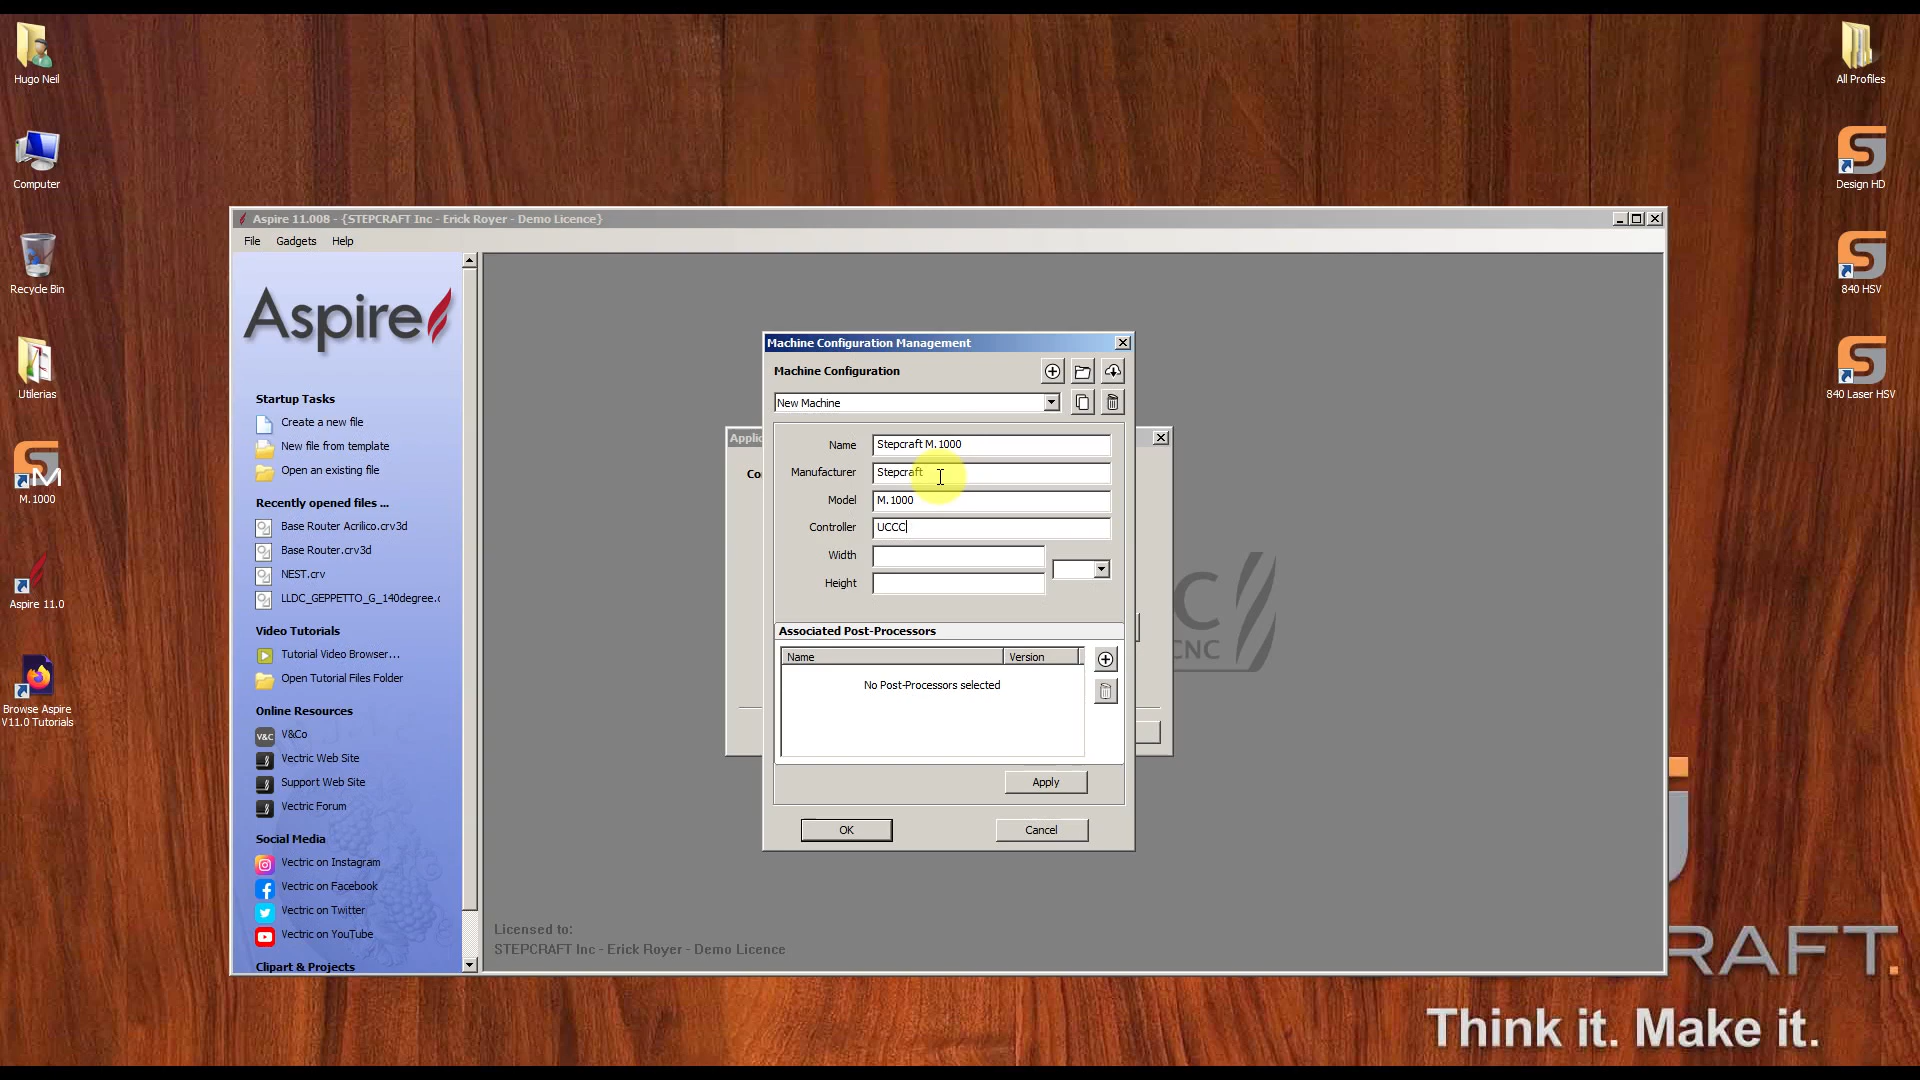 Hugo Neil
Computer
Recycle Bin
Utilerias
M.1000
Aspire 11.0
Browse Aspire
V11.0 Tutorials
All Profiles
Design HD
840 HSV
840 Laser HSV
Aspire 11.008 - {STEPCRAFT Inc - Erick Royer - Demo Licence}
File Gadgets Help
Aspire
Startup Tasks
Create a new file
New file from template
Open an existing file
Recently opened files ...
Base Router Acrilico.crv3d
Base Router.crv3d
NEST.crv
LLDC_GEPPETTO_G_140degree.c
Video Tutorials
Tutorial Video Browser...
Open Tutorial Files Folder
Online Resources
V&C V&Co
Vectric Web Site
Support Web Site
Vectric Forum
Social Media
Vectric on Instagram
Vectric on Facebook
Vectric on Twitter
Vectric on YouTube
Clipart & Projects
Applic
Co
Machine Configuration Management
Machine Configuration
New Machine
Name Stepcraft M.1000
Manufacturer Stepcraft
Model M.1000
Controller UCCC
Width
Height
Associated Post-Processors
Name Version
No Post-Processors selected
Apply
OK Cancel
C
CNC
Licensed to:
STEPCRAFT Inc - Erick Royer - Demo Licence
RAFT.
Think it. Make it.